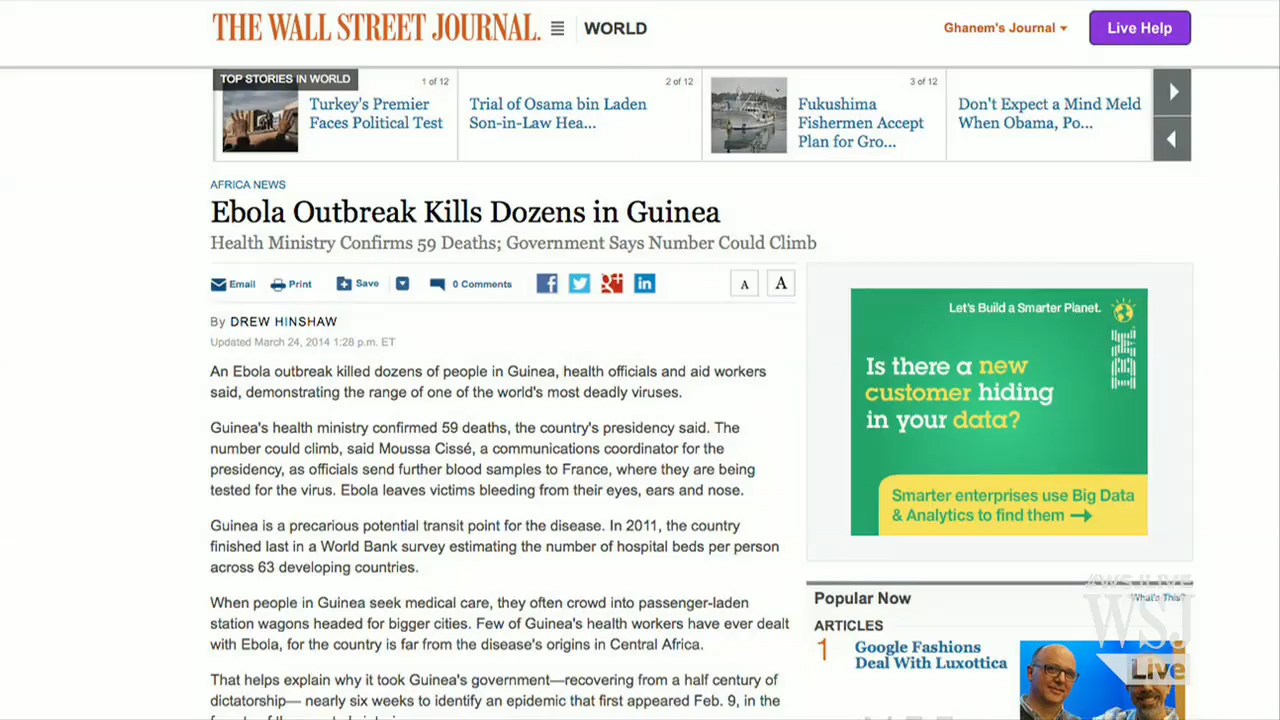 THE WALL STREET JOURNAL. WORLD
Ghanem's Journal
Live Help
TOP STORIES IN WORLD
1 of 12
Turkey's Premier
Faces Political Test
2 of 12
Trial of Osama bin Laden
Son-in-Law Hea...
3 of 12
Fukushima
Fishermen Accept
Plan for Gro...
Don't Expect a Mind Meld
When Obama, Po...
AFRICA NEWS
Ebola Outbreak Kills Dozens in Guinea
Health Ministry Confirms 59 Deaths; Government Says Number Could Climb
Email Print Save 0 Comments A A
By DREW HINSHAW
Updated March 24, 2014 1:28 p.m. ET
An Ebola outbreak killed dozens of people in Guinea, health officials and aid workers
said, demonstrating the range of one of the world's most deadly viruses.
Guinea's health ministry confirmed 59 deaths, the country's presidency said. The
number could climb, said Moussa Cissé, a communications coordinator for the
presidency, as officials send further blood samples to France, where they are being
tested for the virus. Ebola leaves victims bleeding from their eyes, ears and nose.
Guinea is a precarious potential transit point for the disease. In 2011, the country
finished last in a World Bank survey estimating the number of hospital beds per person
across 63 developing countries.
When people in Guinea seek medical care, they often crowd into passenger-laden
station wagons headed for bigger cities. Few of Guinea's health workers have ever dealt
with Ebola, for the country is far from the disease's origins in Central Africa.
That helps explain why it took Guinea's government—recovering from a half century of
dictatorship— nearly six weeks to identify an epidemic that first appeared Feb. 9, in the
Let's Build a Smarter Planet.
IBM
Is there a new
customer hiding
in your data?
Smarter enterprises use Big Data
& Analytics to find them
Popular Now
What's This?
ARTICLES
1
Google Fashions
Deal With Luxottica
#WSJLIVE
WSJ
Live